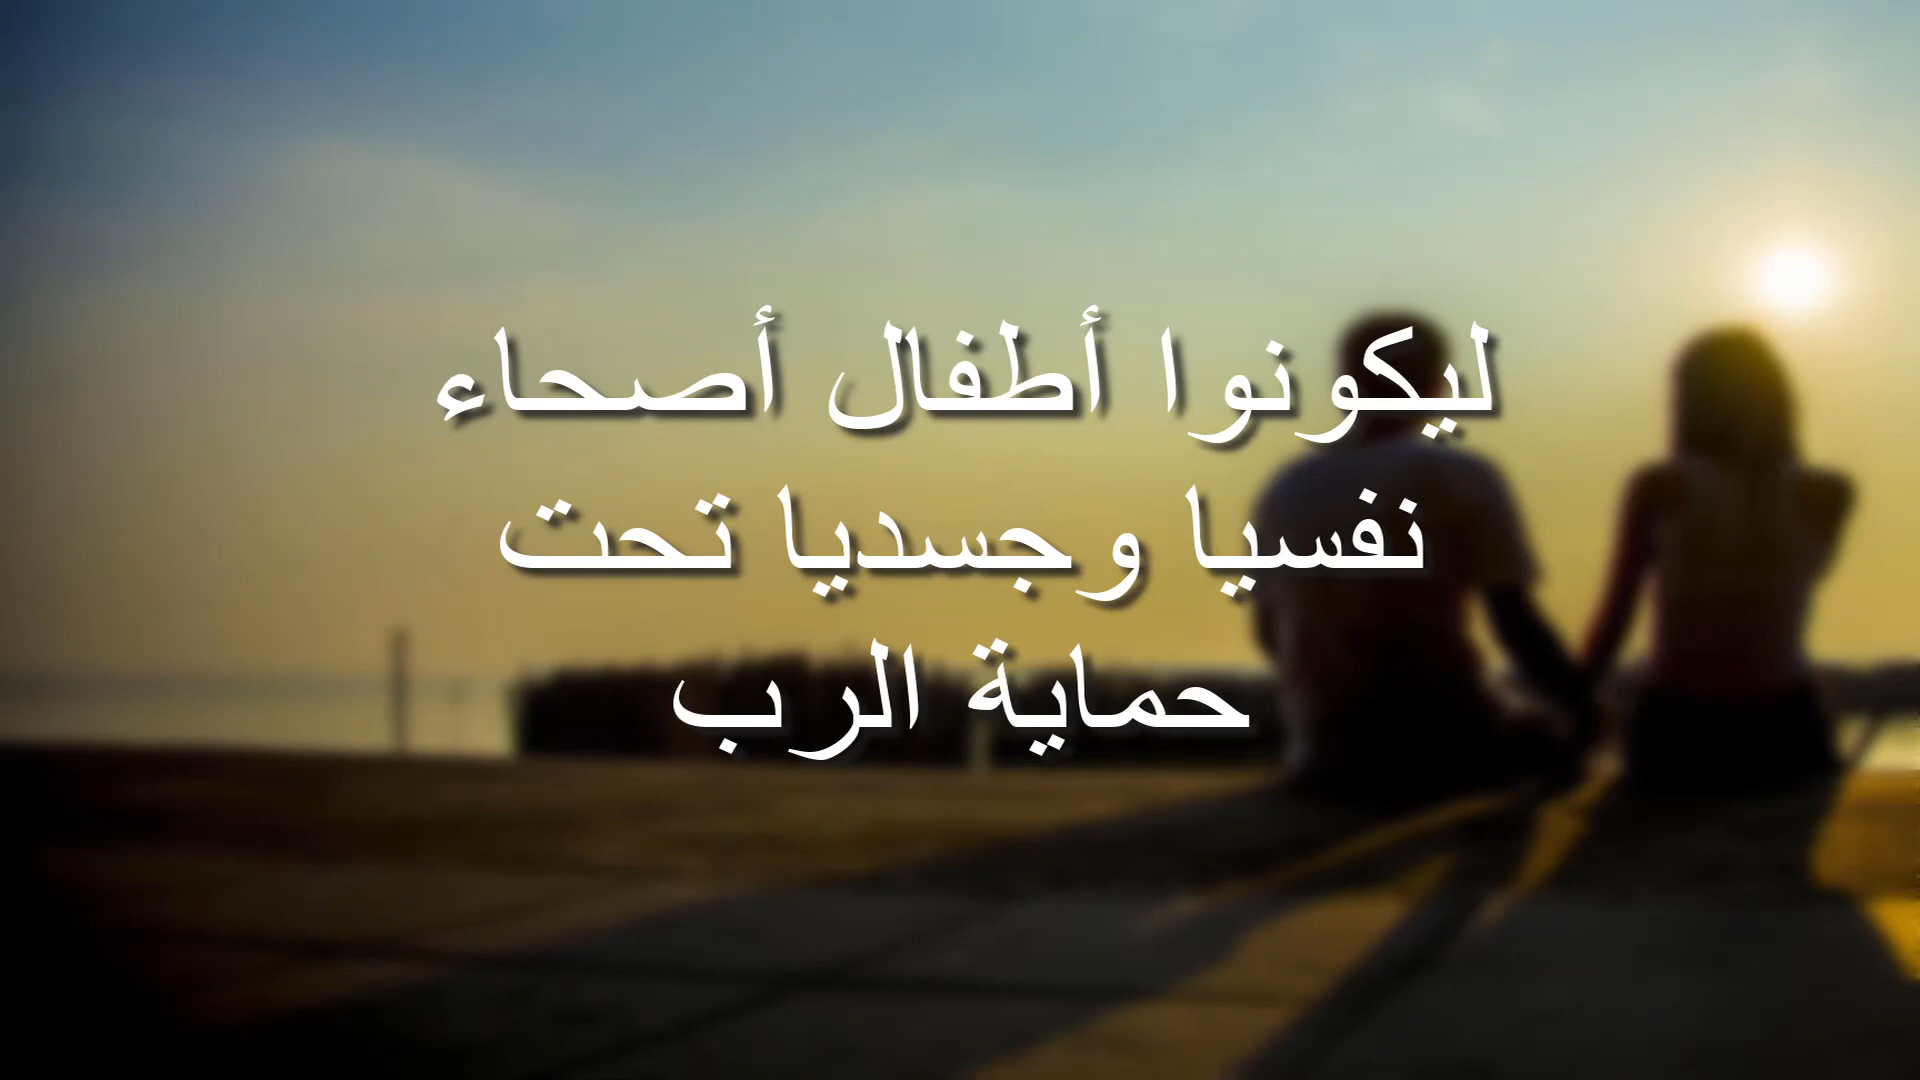 ليكونوا أطفال أصحاء
نفسيا وجسديا تحت
حماية الرب